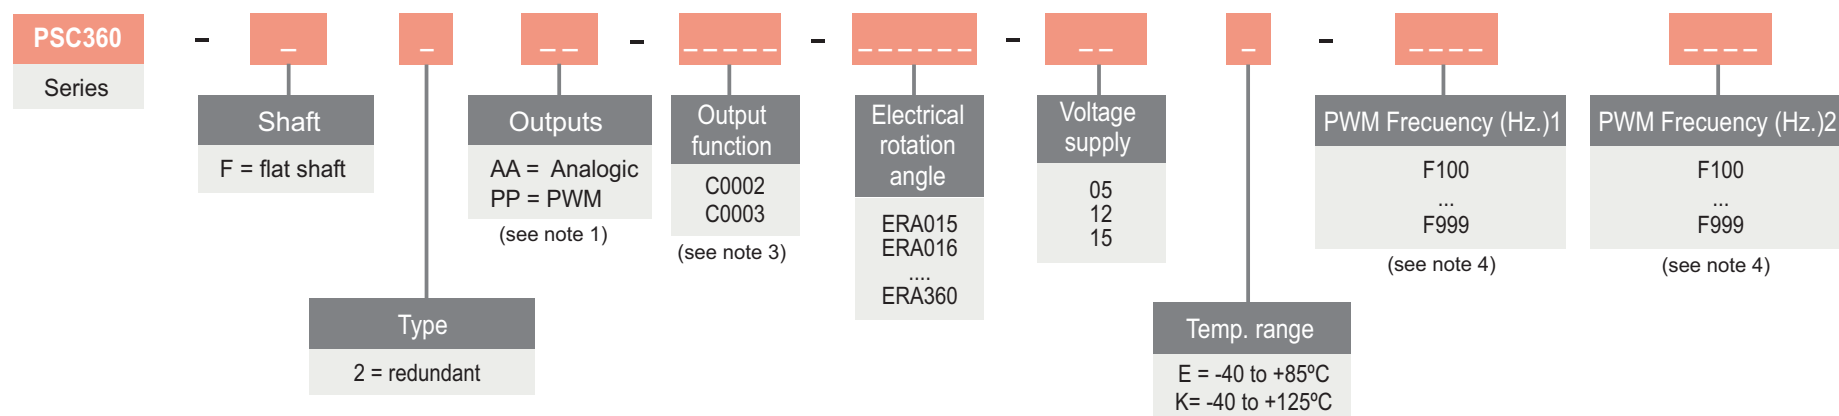 PSC360 - _ _ _ _ - _ _ _ _ _ - _ _ _ _ _ _ - _ _ _ - _ _ _ _ _ _ _ _
Series
Shaft
F = flat shaft
Type
2 = redundant
Outputs
AA = Analogic
PP = PWM
(see note 1)
Output
function
C0002
C0003
(see note 3)
Electrical
rotation
angle
ERA015
ERA016
....
ERA360
Voltage
supply
05
12
15
Temp. range
E = -40 to +85ºC
K= -40 to +125ºC
PWM Frecuency (Hz.)1
F100
...
F999
(see note 4)
PWM Frecuency (Hz.)2
F100
...
F999
(see note 4)